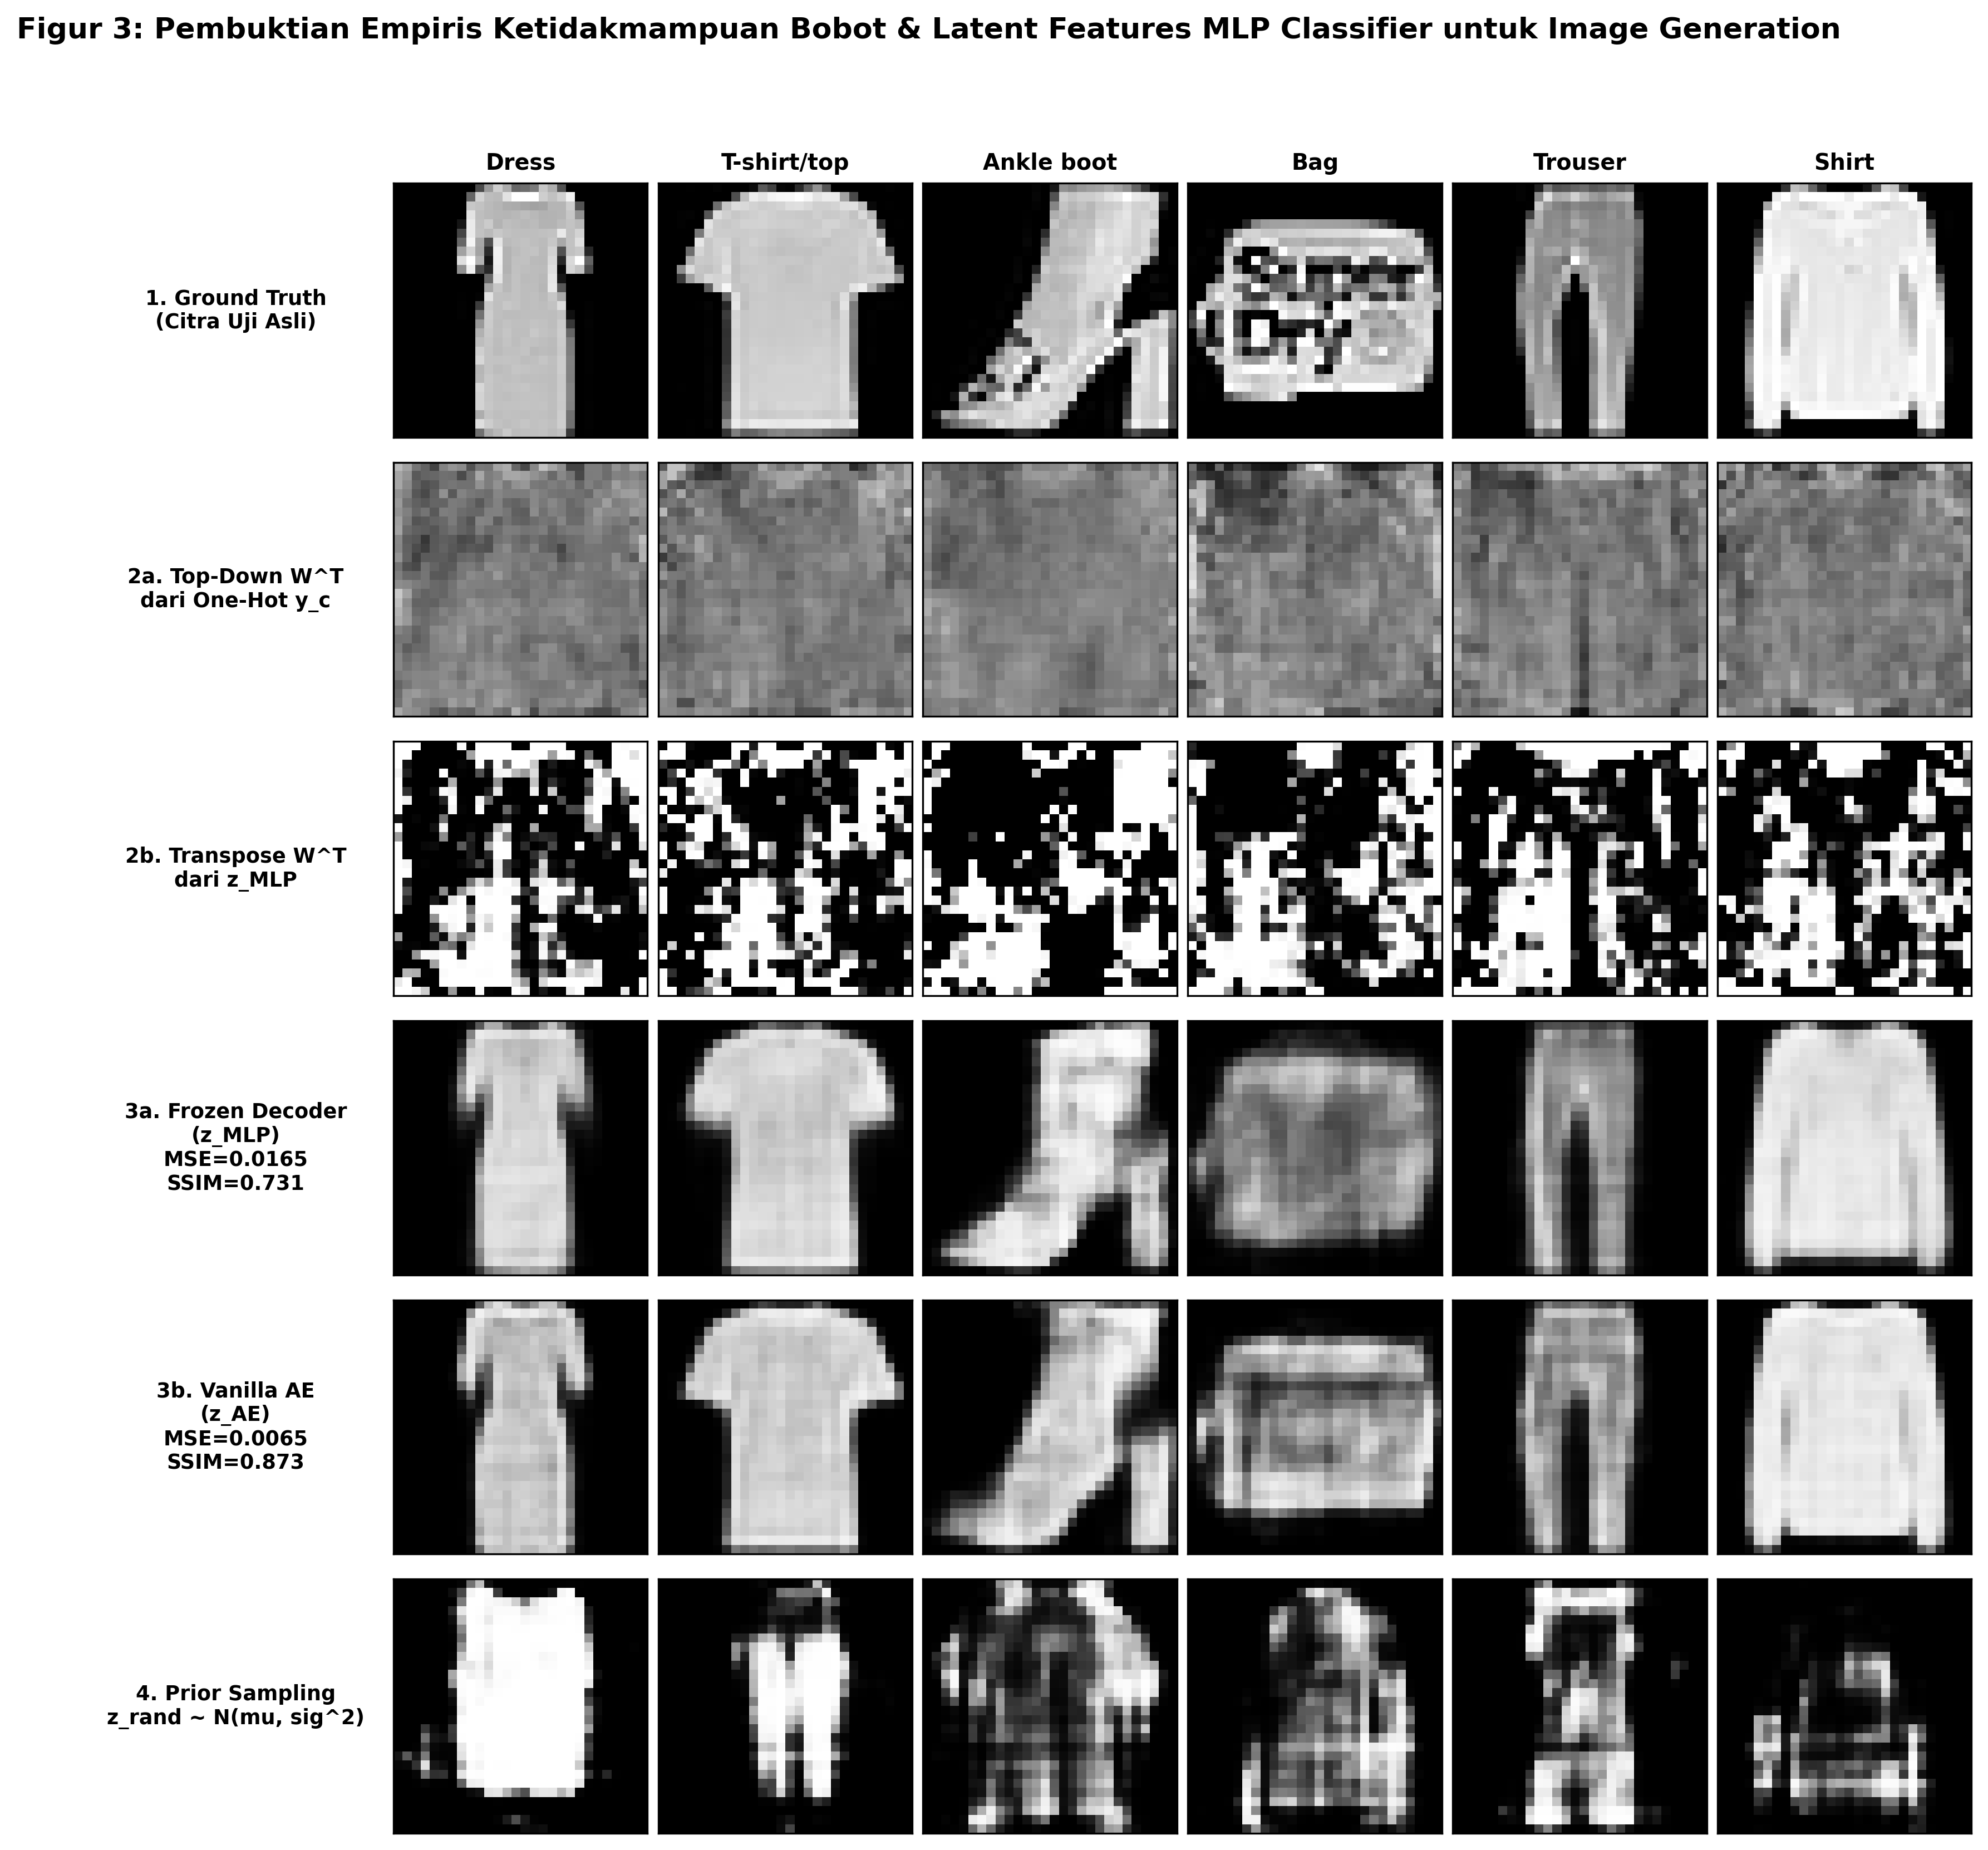 Figur 3: Pembuktian Empiris Ketidakmampuan Bobot & Latent Features MLP Classifier untuk Image Generation
Dress T-shirt/top Ankle boot Bag Trouser Shirt
1. Ground Truth
(Citra Uji Asli)
Super
Dry
2a. Top-Down W^T
dari One-Hot y_c
2b. Transpose W^T
dari z_MLP
3a. Frozen Decoder
(z_MLP)
MSE=0.0165
SSIM=0.731
3b. Vanilla AE
(z_AE)
MSE=0.0065
SSIM=0.873
4. Prior Sampling
z_rand ~ N(mu, sig^2)